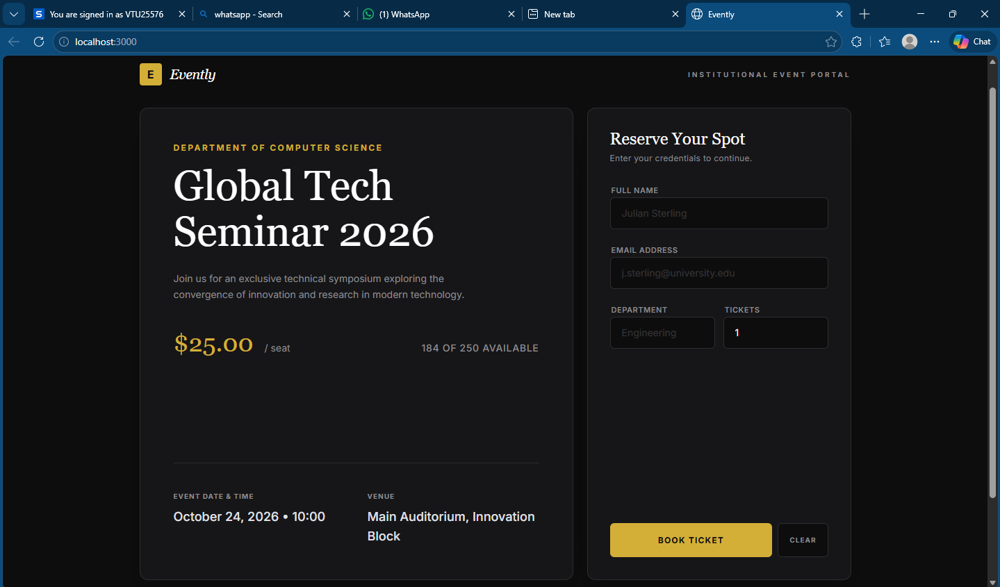 You are signed in as VTU25576
whatsapp - Search
(1) WhatsApp
New tab
Evently
localhost:3000
Chat
E
Evently
INSTITUTIONAL EVENT PORTAL
DEPARTMENT OF COMPUTER SCIENCE
Global Tech
Seminar 2026
Join us for an exclusive technical symposium exploring the
convergence of innovation and research in modern technology.
$25.00 / seat
184 OF 250 AVAILABLE
EVENT DATE & TIME
October 24, 2026 • 10:00
VENUE
Main Auditorium, Innovation
Block
Reserve Your Spot
Enter your credentials to continue.
FULL NAME
Julian Sterling
EMAIL ADDRESS
j.sterling@university.edu
DEPARTMENT
Engineering
TICKETS
1
BOOK TICKET
CLEAR